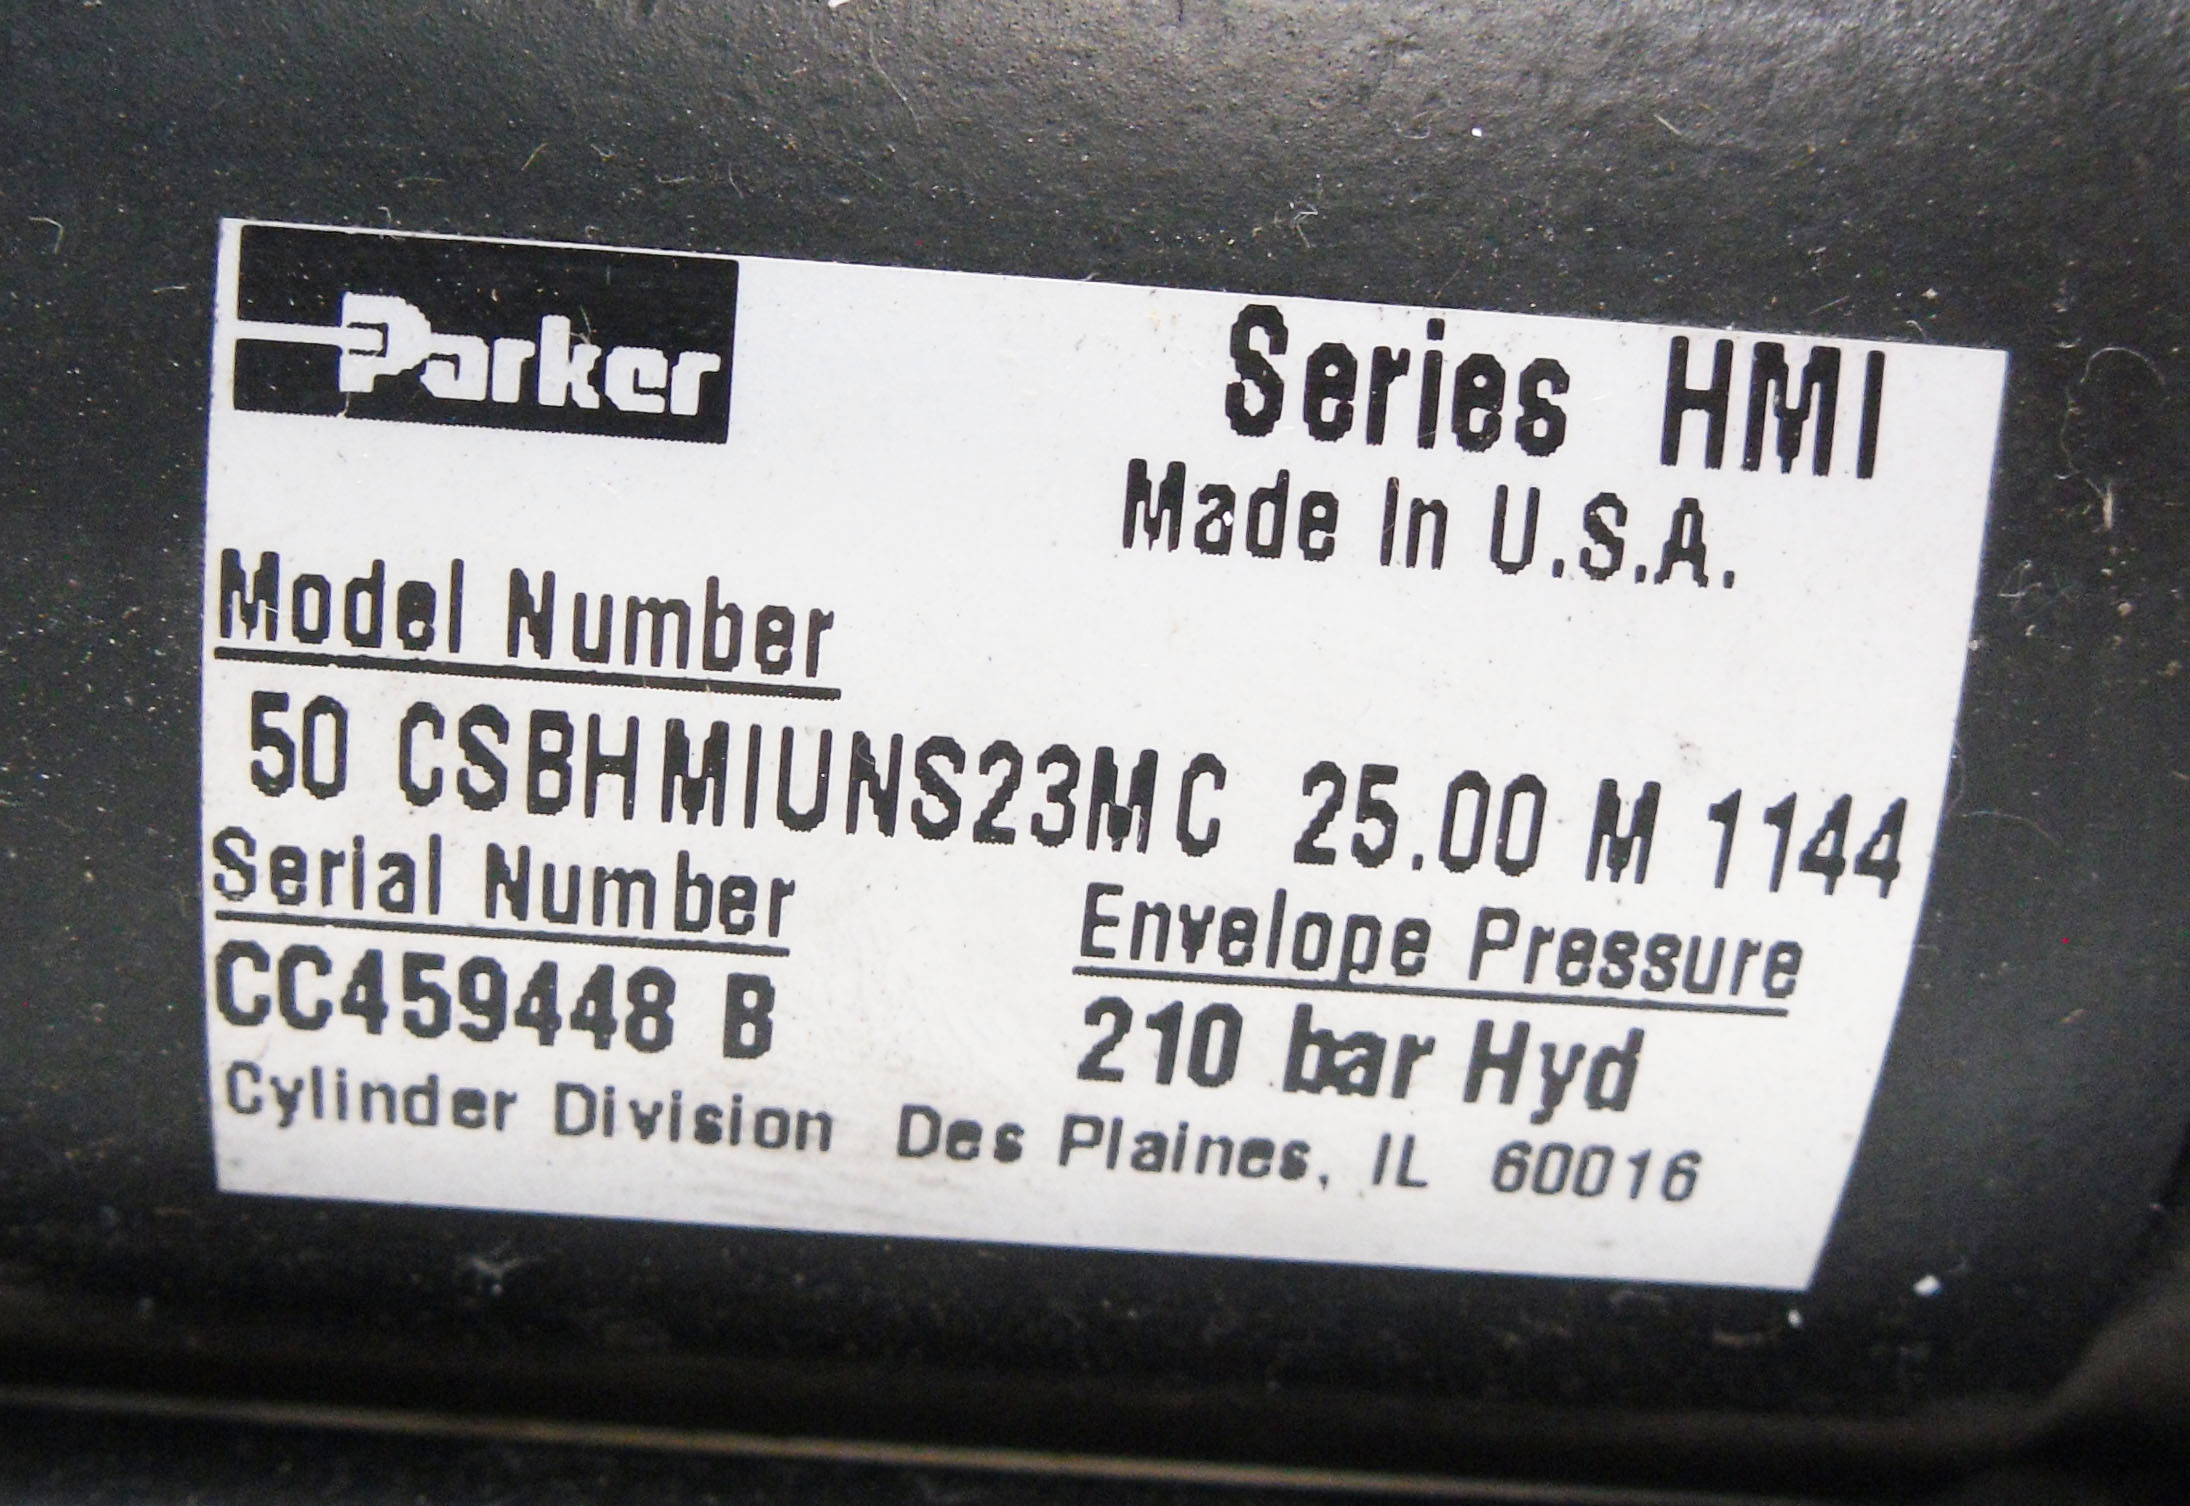 Parker
Series HMI
Made In U.S.A.
Model Number
50 CSBHMIUNS23MC 25.00 M 1144
Serial Number
CC459448 B
Envelope Pressure
210 bar Hyd
Cylinder Division Des Plaines, IL 60016